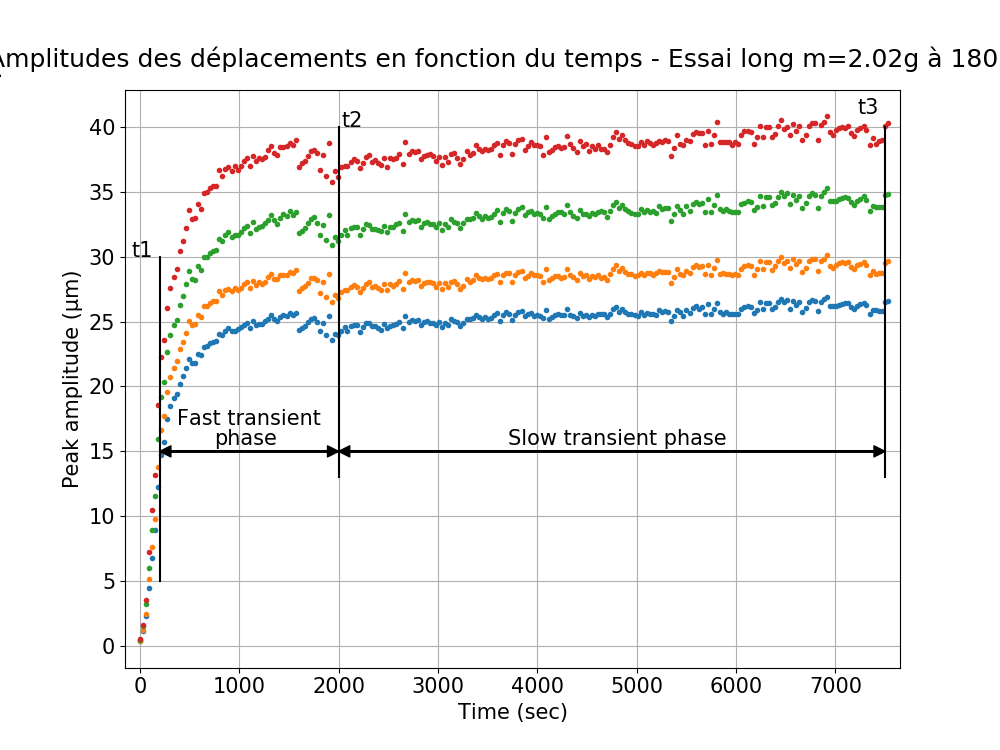 Amplitudes des déplacements en fonction du temps - Essai long m=2.02g à 180
t3
t2
t1
40
35
30
25
20
15
10
5
0
Peak amplitude (μm)
Fast transient
phase
Slow transient phase
0 1000 2000 3000 4000 5000 6000 7000
Time (sec)